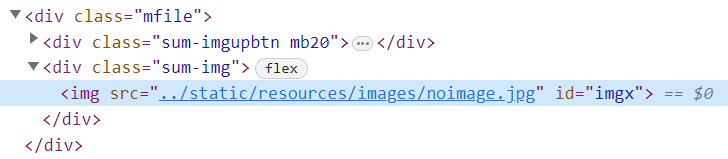 <div class="mfile">
<div class="sum-imgupbtn mb20"> ⋯ </div>
<div class="sum-img"> flex
<img src="../static/resources/images/noimage.jpg" id="imgx"> == $0
</div>
</div>